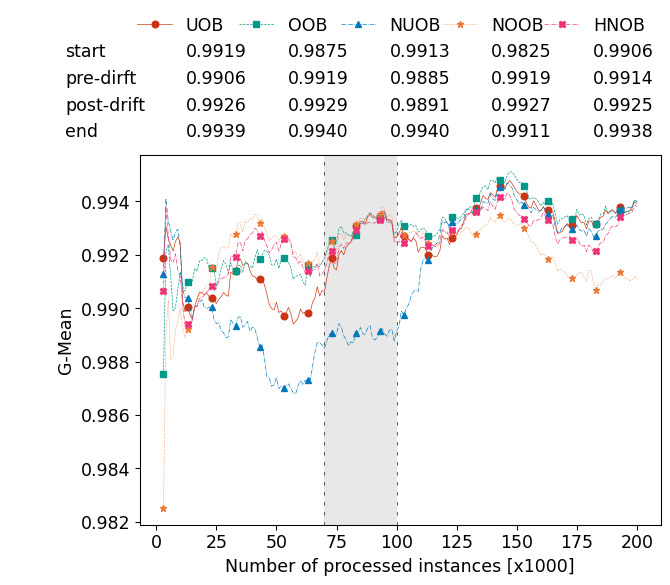 UOB OOB NUOB NOOB HNOB
start 0.9919 0.9875 0.9913 0.9825 0.9906
pre-dirft 0.9906 0.9919 0.9885 0.9919 0.9914
post-drift 0.9926 0.9929 0.9891 0.9927 0.9925
end 0.9939 0.9940 0.9940 0.9911 0.9938
G-Mean
0.994
0.992
0.990
0.988
0.986
0.984
0.982
0 25 50 75 100 125 150 175 200
Number of processed instances [x1000]